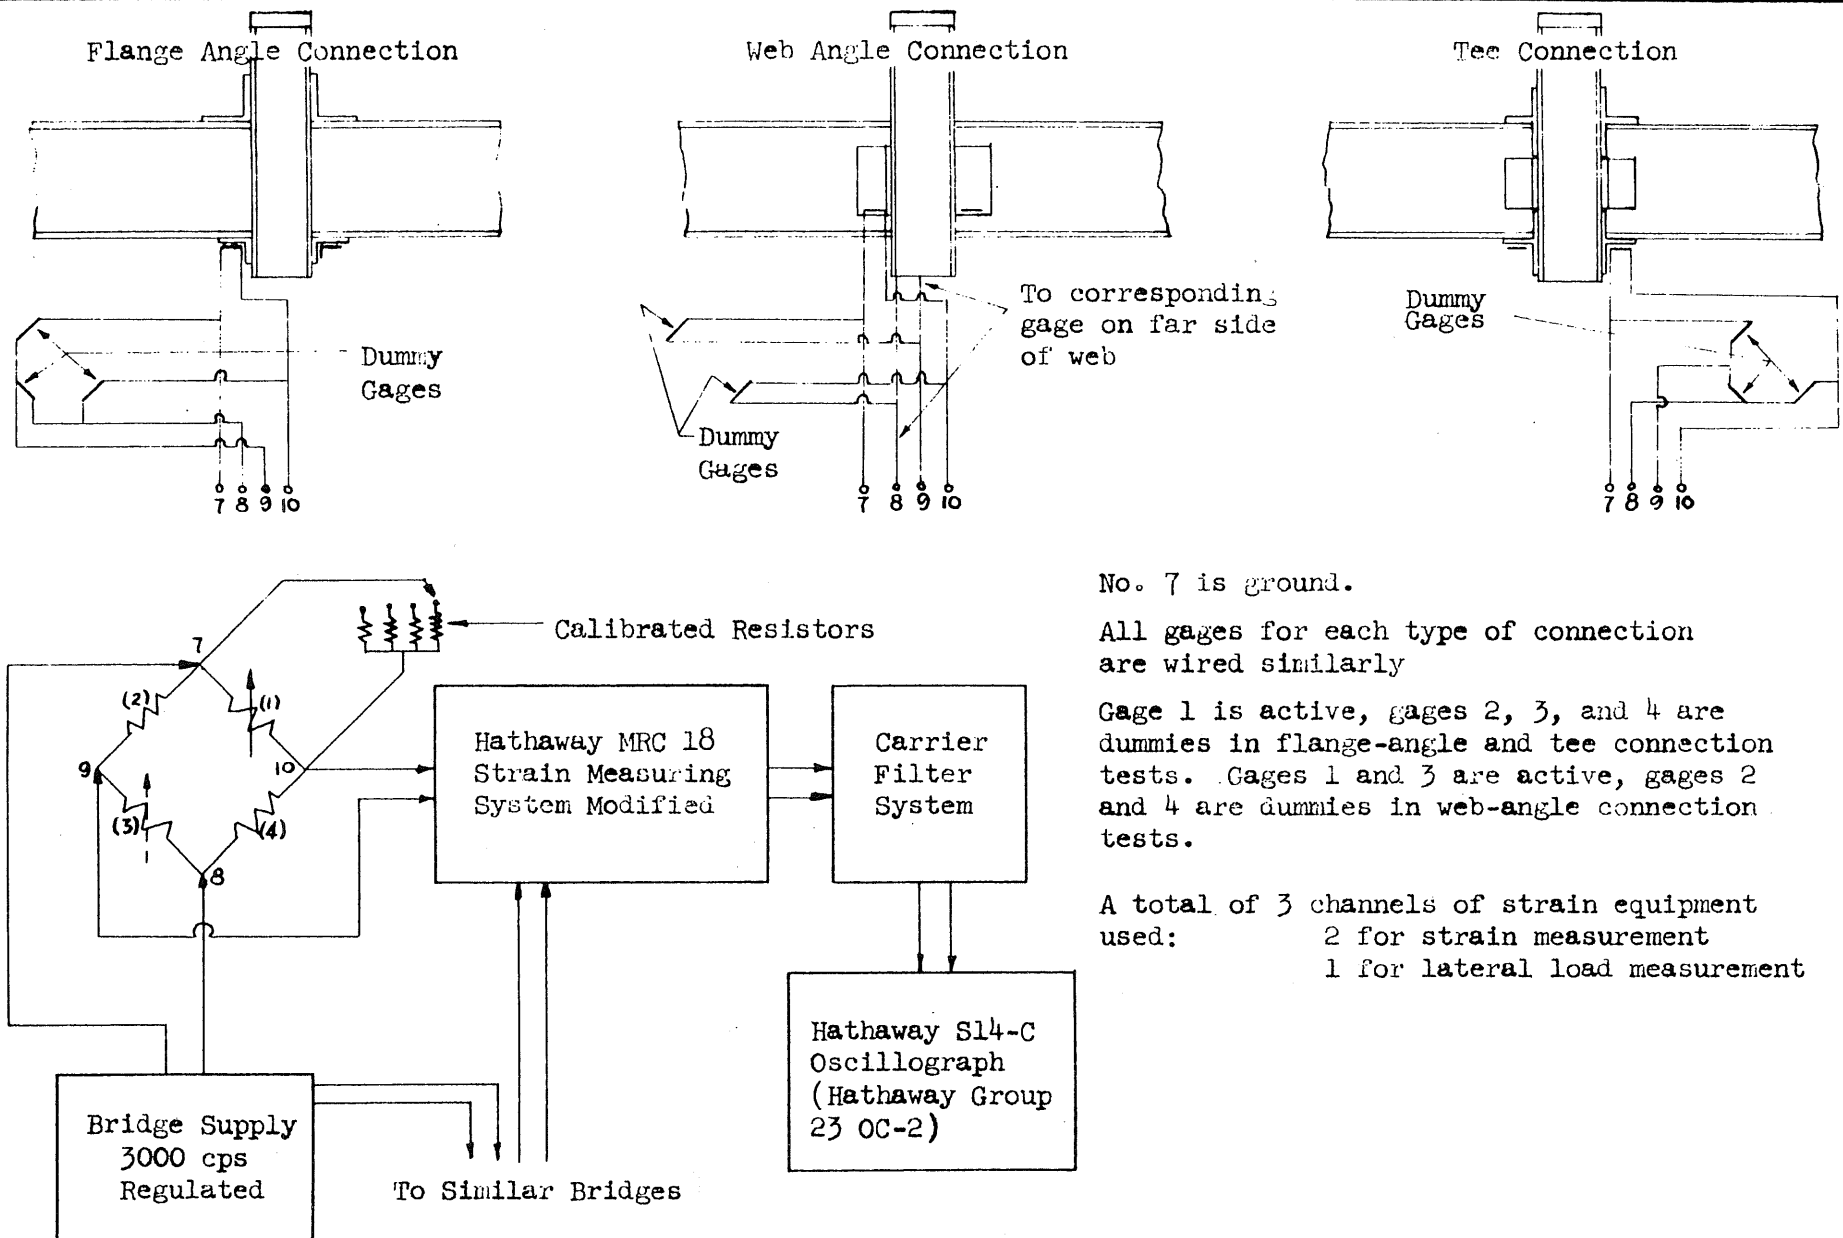 Flange Angle Connection
Web Angle Connection
Tee Connection
Dummy
Gages
7 8 9 10
To corresponding
gage on far side
of web
Dummy
Gages
7 8 9 10
Dummy
Gages
7 8 9 10
Calibrated Resistors
7
(2)
(1)
9
10
(3)
(4)
8
Hathaway MRC 18
Strain Measuring
System Modified
Carrier
Filter
System
Hathaway S14-C
Oscillograph
(Hathaway Group
23 OC-2)
Bridge Supply
3000 cps
Regulated
To Similar Bridges
No. 7 is ground.
All gages for each type of connection
are wired similarly
Gage 1 is active, gages 2, 3, and 4 are
dummies in flange-angle and tee connection
tests. Gages 1 and 3 are active, gages 2
and 4 are dummies in web-angle connection
tests.
A total of 3 channels of strain equipment
used: 2 for strain measurement
1 for lateral load measurement